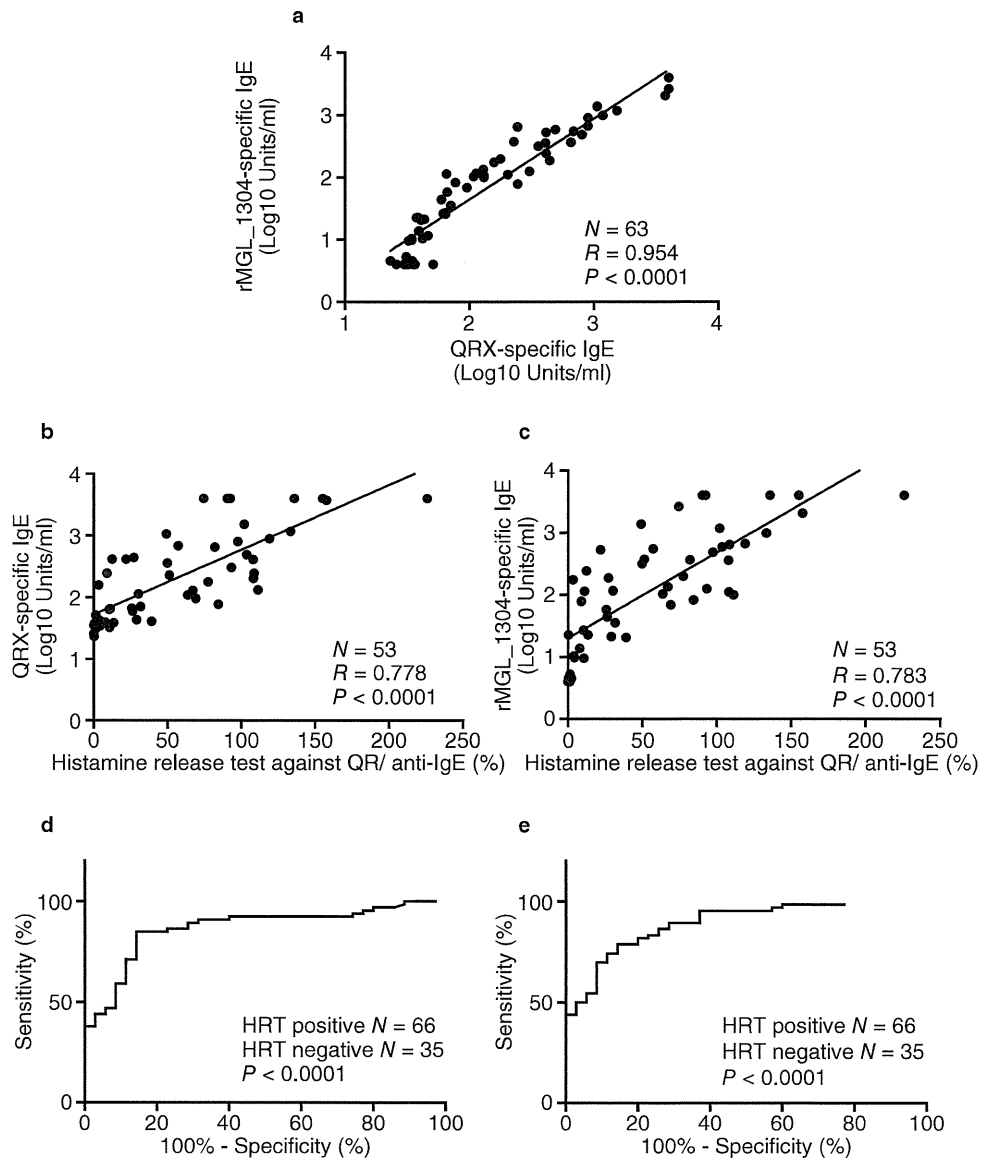 a
rMGL_1304-specific IgE
(Log10 Units/ml)
4
3
2
1
0
N = 63
R = 0.954
P < 0.0001
1 2 3 4
QRX-specific IgE
(Log10 Units/ml)
b
QRX-specific IgE
(Log10 Units/ml)
4
3
2
1
0
N = 53
R = 0.778
P < 0.0001
0 50 100 150 200 250
Histamine release test against QR/ anti-IgE (%)
c
rMGL_1304-specific IgE
(Log10 Units/ml)
4
3
2
1
0
N = 53
R = 0.783
P < 0.0001
0 50 100 150 200 250
Histamine release test against QR/ anti-IgE (%)
d
Sensitivity (%)
100
50
0
HRT positive N = 66
HRT negative N = 35
P < 0.0001
0 20 40 60 80 100
100% - Specificity (%)
e
Sensitivity (%)
100
50
0
HRT positive N = 66
HRT negative N = 35
P < 0.0001
0 20 40 60 80 100
100% - Specificity (%)